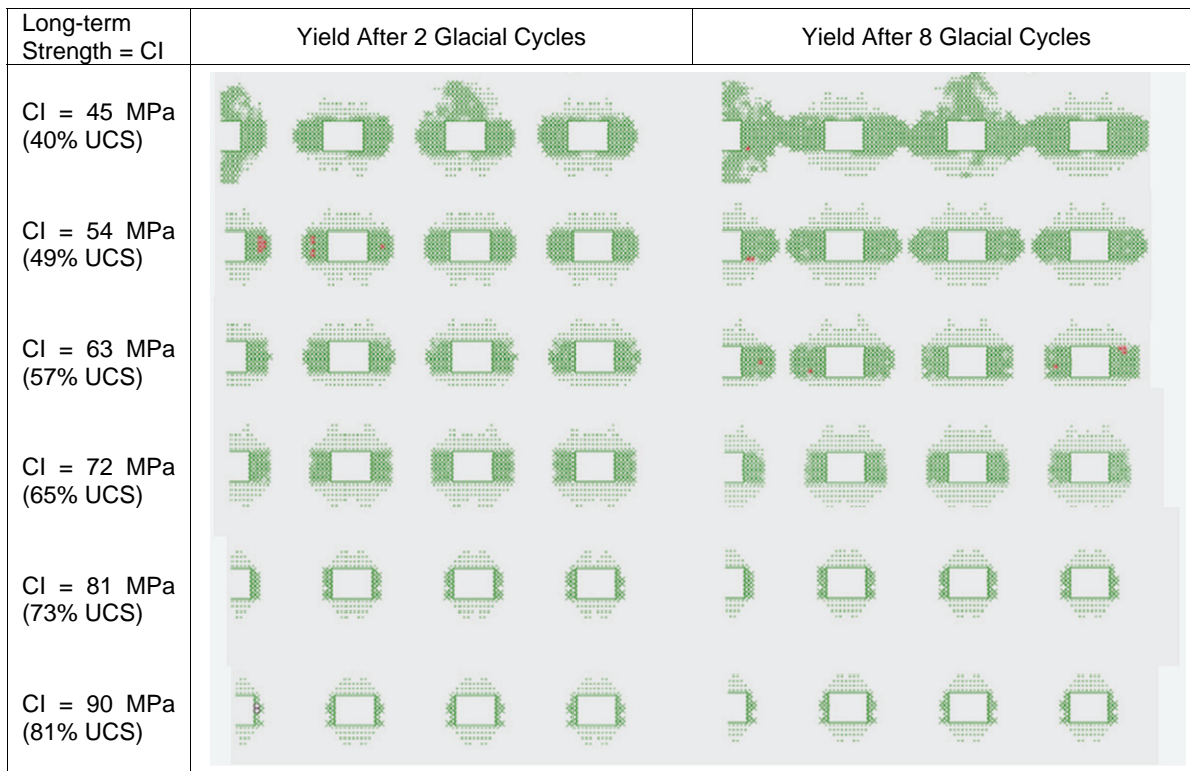 Long-term
Strength = CI
Yield After 2 Glacial Cycles
Yield After 8 Glacial Cycles
CI = 45 MPa
(40% UCS)
CI = 54 MPa
(49% UCS)
CI = 63 MPa
(57% UCS)
CI = 72 MPa
(65% UCS)
CI = 81 MPa
(73% UCS)
CI = 90 MPa
(81% UCS)